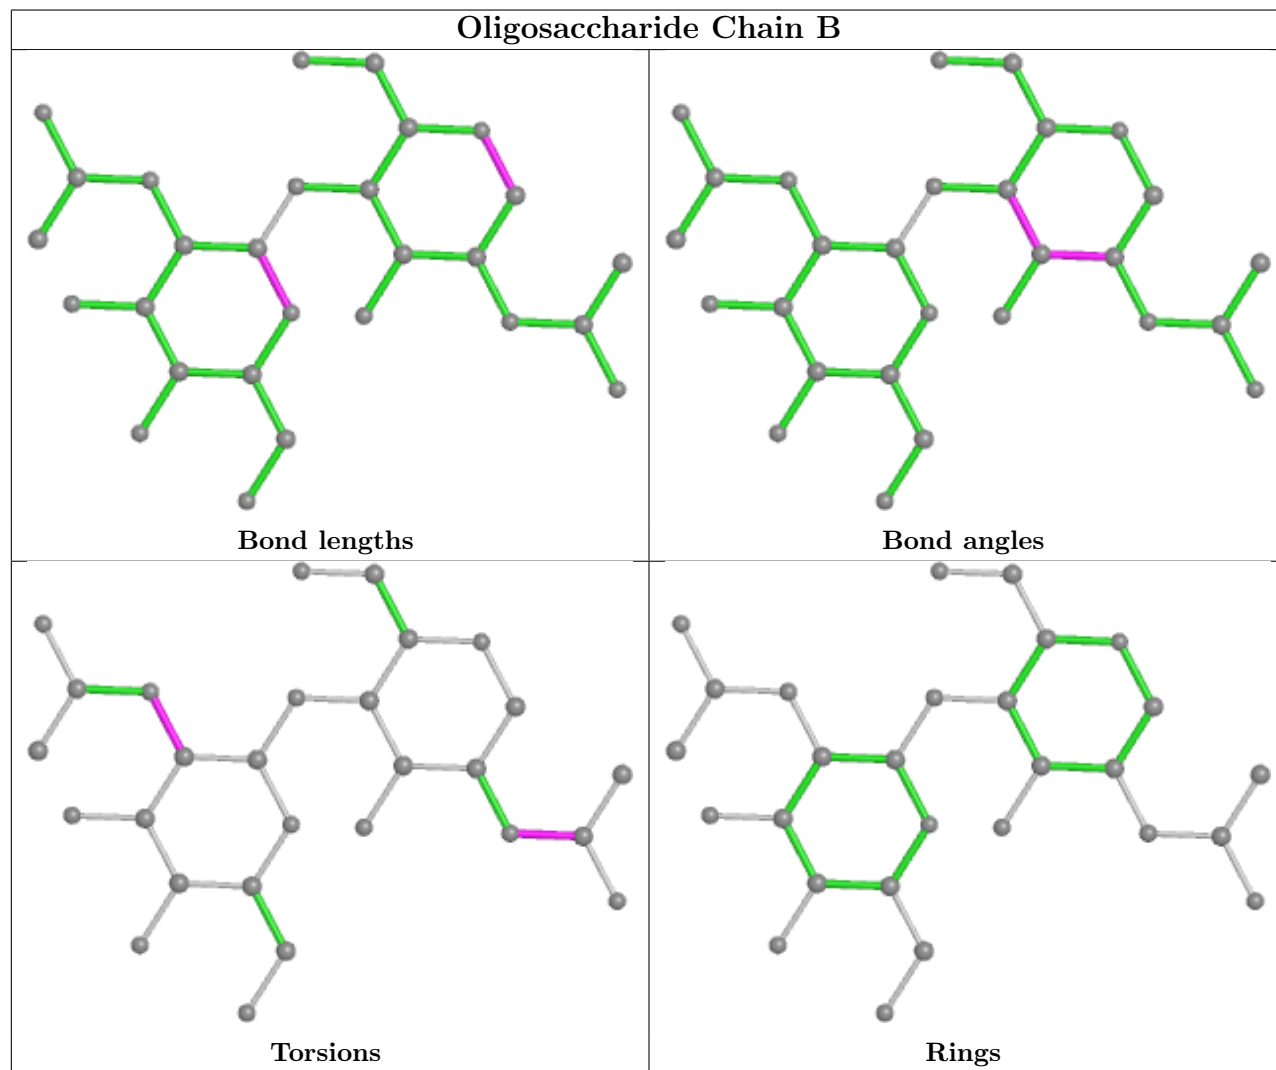 Oligosaccharide Chain B
Bond lengths
Bond angles
Torsions
Rings